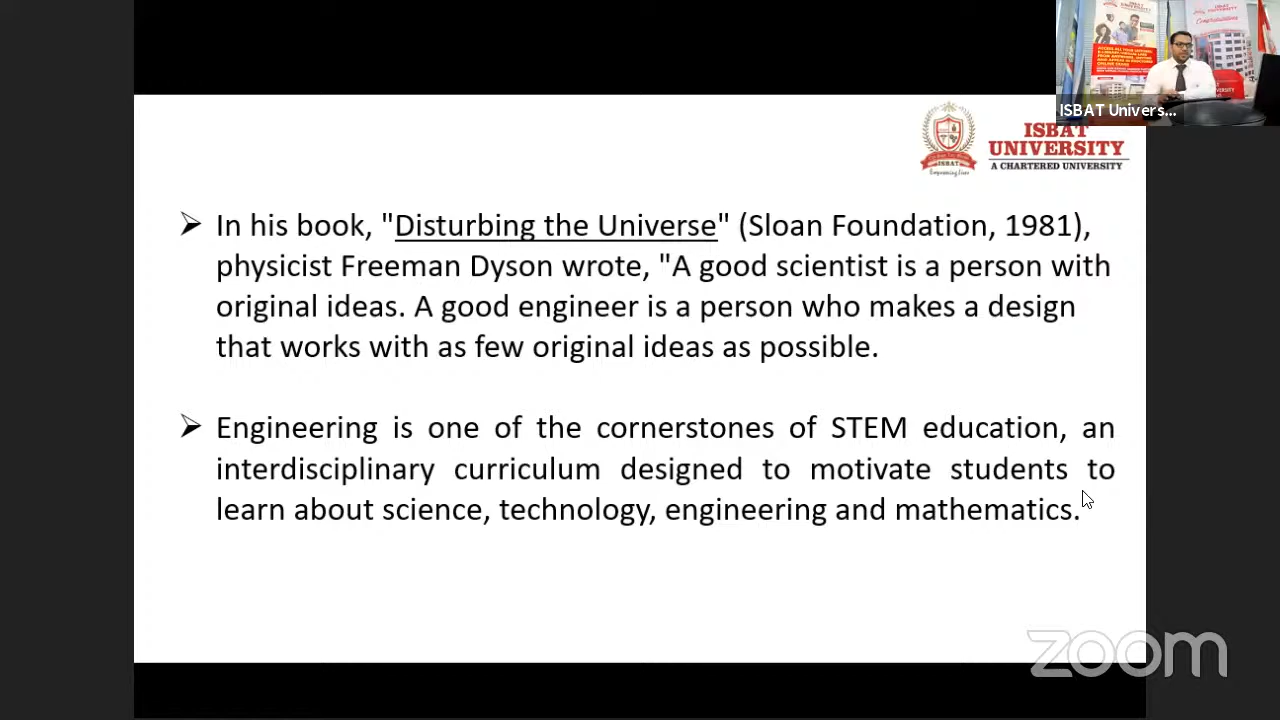 ISBAT Univers...
ISBAT
UNIVERSITY
A CHARTERED UNIVERSITY
ISBAT
➢ In his book, "Disturbing the Universe" (Sloan Foundation, 1981),
physicist Freeman Dyson wrote, "A good scientist is a person with
original ideas. A good engineer is a person who makes a design
that works with as few original ideas as possible.
➢ Engineering is one of the cornerstones of STEM education, an
interdisciplinary curriculum designed to motivate students to
learn about science, technology, engineering and mathematics.
zoom